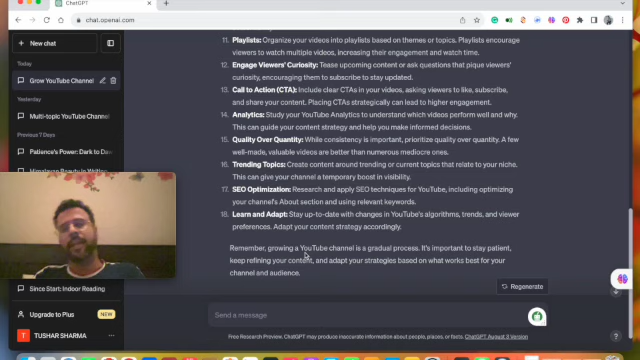 ChatGPT
chat.openai.com
New chat
Today
Grow YouTube Channel
Yesterday
Multi-topic YouTube Channel
Previous 7 Days
Patience's Power: Dark to Daw
Himalayan Beauty in Written
Since Start: Indoor Reading
Upgrade to Plus
NEW
TUSHAR SHARMA
11. Playlists: Organize your videos into playlists based on themes or topics. Playlists encourage
viewers to watch multiple videos, increasing their engagement and watch time.
12. Engage Viewers' Curiosity: Tease upcoming content or ask questions that pique viewers'
curiosity, encouraging them to subscribe to stay updated.
13. Call to Action (CTA): Include clear CTAs in your videos, asking viewers to like, subscribe,
and share your content. Placing CTAs strategically can lead to higher engagement.
14. Analytics: Study your YouTube Analytics to understand which videos perform well and why.
This can guide your content strategy and help you make informed decisions.
15. Quality Over Quantity: While consistency is important, prioritize quality over quantity. A few
well-made, valuable videos are better than numerous mediocre ones.
16. Trending Topics: Create content around trending or current topics that relate to your niche.
This can give your channel a temporary boost in visibility.
17. SEO Optimization: Research and apply SEO techniques for YouTube, including optimizing
your channel's About section and using relevant keywords.
18. Learn and Adapt: Stay up-to-date with changes in YouTube's algorithms, trends, and viewer
preferences. Adapt your content strategy accordingly.
Remember, growing a YouTube channel is a gradual process. It's important to stay patient,
keep refining your content, and adapt your strategies based on what works best for your
channel and audience.
Regenerate
Send a message
Free Research Preview. ChatGPT may produce inaccurate information about people, places, or facts. ChatGPT August 3 Version